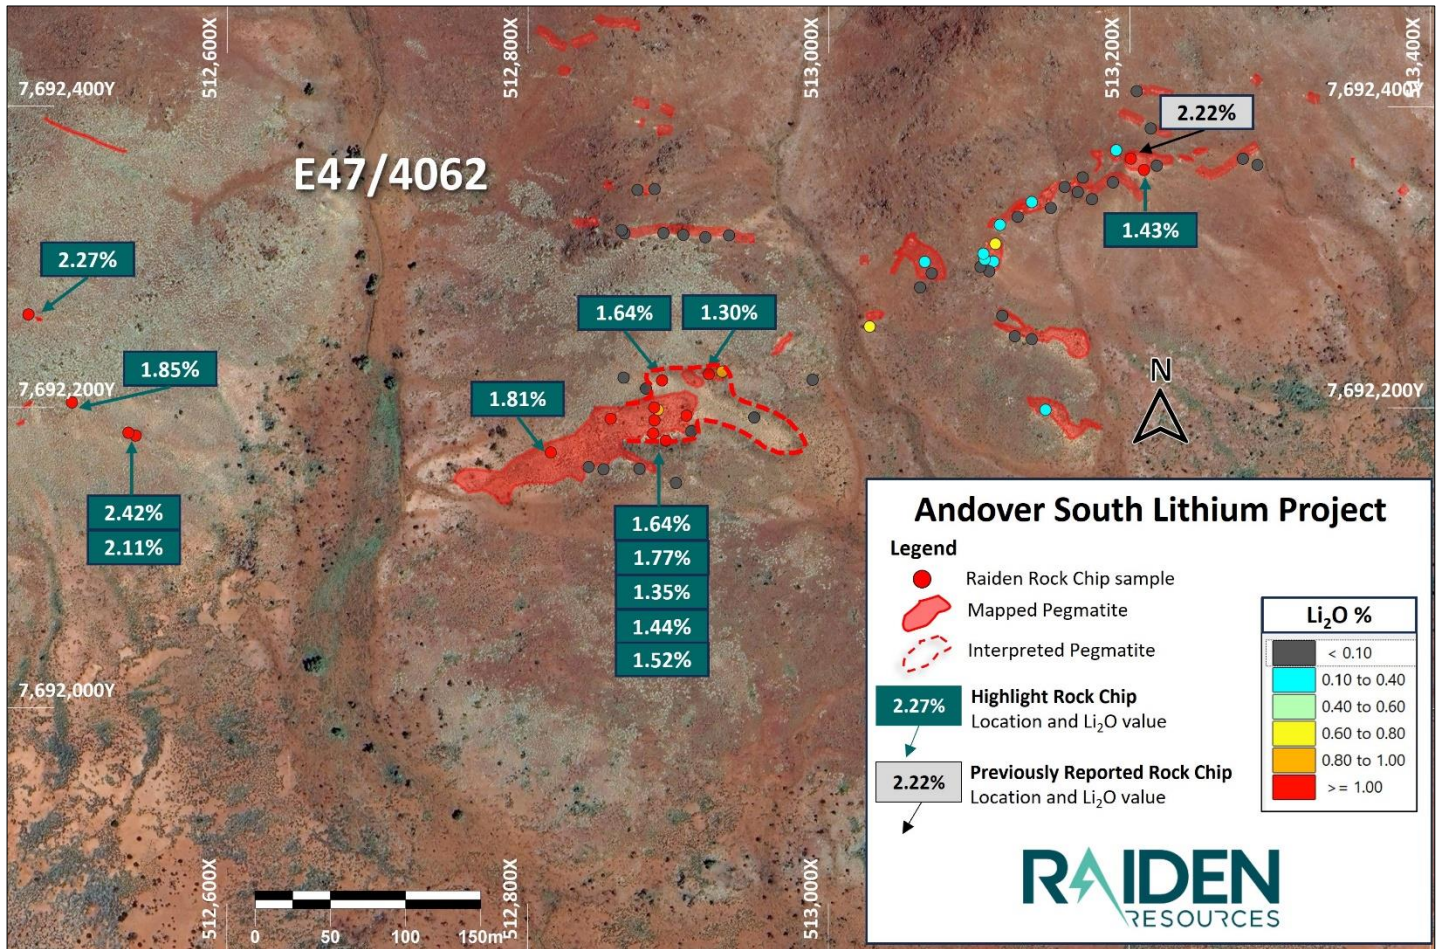 512,600X
512,800X
513,000X
513,200X
513,400X
7,692,400Y
7,692,400Y
2.22%
E47/4062
1.43%
2.27%
1.64%
1.30%
1.85%
7,692,200Y
7,692,200Y
1.81%
N
2.42%
2.11%
1.64%
1.77%
1.35%
1.44%
1.52%
7,692,000Y
Andover South Lithium Project
Legend
Raiden Rock Chip sample
Mapped Pegmatite
Interpreted Pegmatite
2.27%
Highlight Rock Chip
Location and Li₂O value
2.22%
Previously Reported Rock Chip
Location and Li₂O value
Li₂O %
< 0.10
0.10 to 0.40
0.40 to 0.60
0.60 to 0.80
0.80 to 1.00
>= 1.00
RAIDEN
RESOURCES
512,600X
512,800X
513,000X
0 50 100 150m